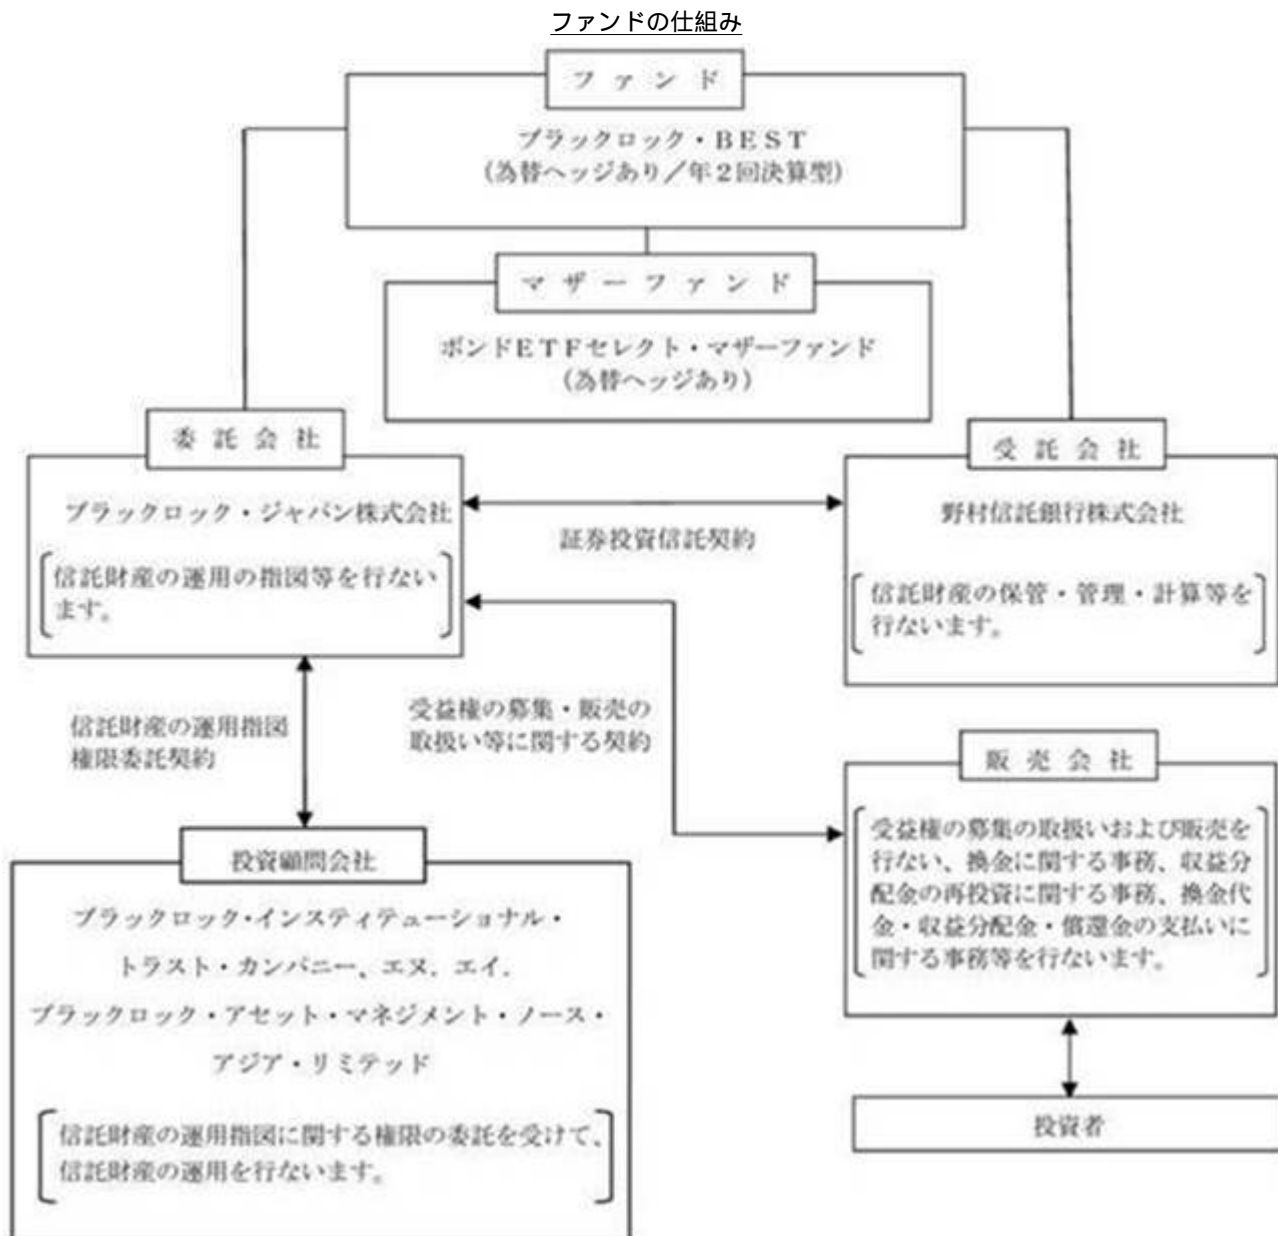 ファンドの仕組み
ファンド
ブラックロック・BEST
(為替ヘッジあり/年2回決算型)
マザーファンド
ボンドETFセレクト・マザーファンド
(為替ヘッジあり)
委託会社
ブラックロック・ジャパン株式会社
信託財産の運用の指図等を行ない
ます。
証券投資信託契約
受託会社
野村信託銀行株式会社
信託財産の保管・管理・計算等を
行ないます。
信託財産の運用指図
権限委託契約
受益権の募集・販売の
取扱い等に関する契約
販売会社
受益権の募集の取扱いおよび販売を
行ない、換金に関する事務、収益分
配金の再投資に関する事務、換金代
金・収益分配金・償還金の支払いに
関する事務等を行ないます。
投資顧問会社
ブラックロック・インスティテューショナル・
トラスト・カンパニー、エヌ.エイ.
ブラックロック・アセット・マネジメント・ノース・
アジア・リミテッド
信託財産の運用指図に関する権限の委託を受けて、
信託財産の運用を行ないます。
投資者